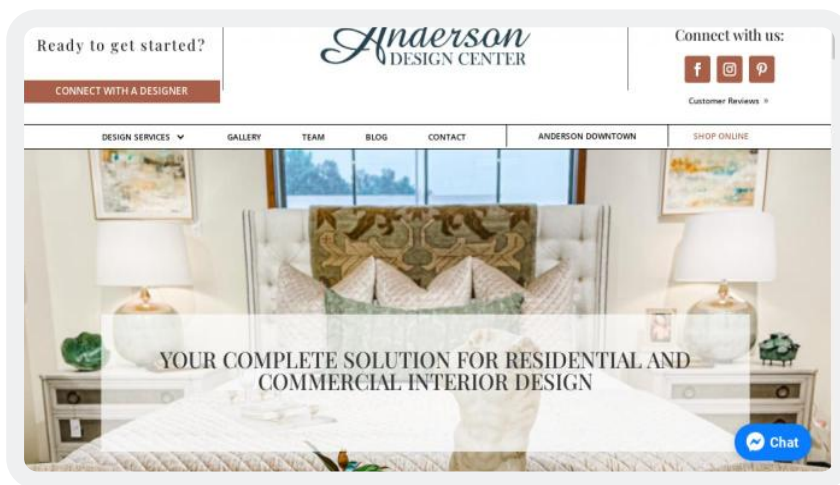 Ready to get started?
CONNECT WITH A DESIGNER
Anderson
DESIGN CENTER
Connect with us:
Customer Reviews
DESIGN SERVICES
GALLERY
TEAM
BLOG
CONTACT
ANDERSON DOWNTOWN
SHOP ONLINE
YOUR COMPLETE SOLUTION FOR RESIDENTIAL AND
COMMERCIAL INTERIOR DESIGN
Chat